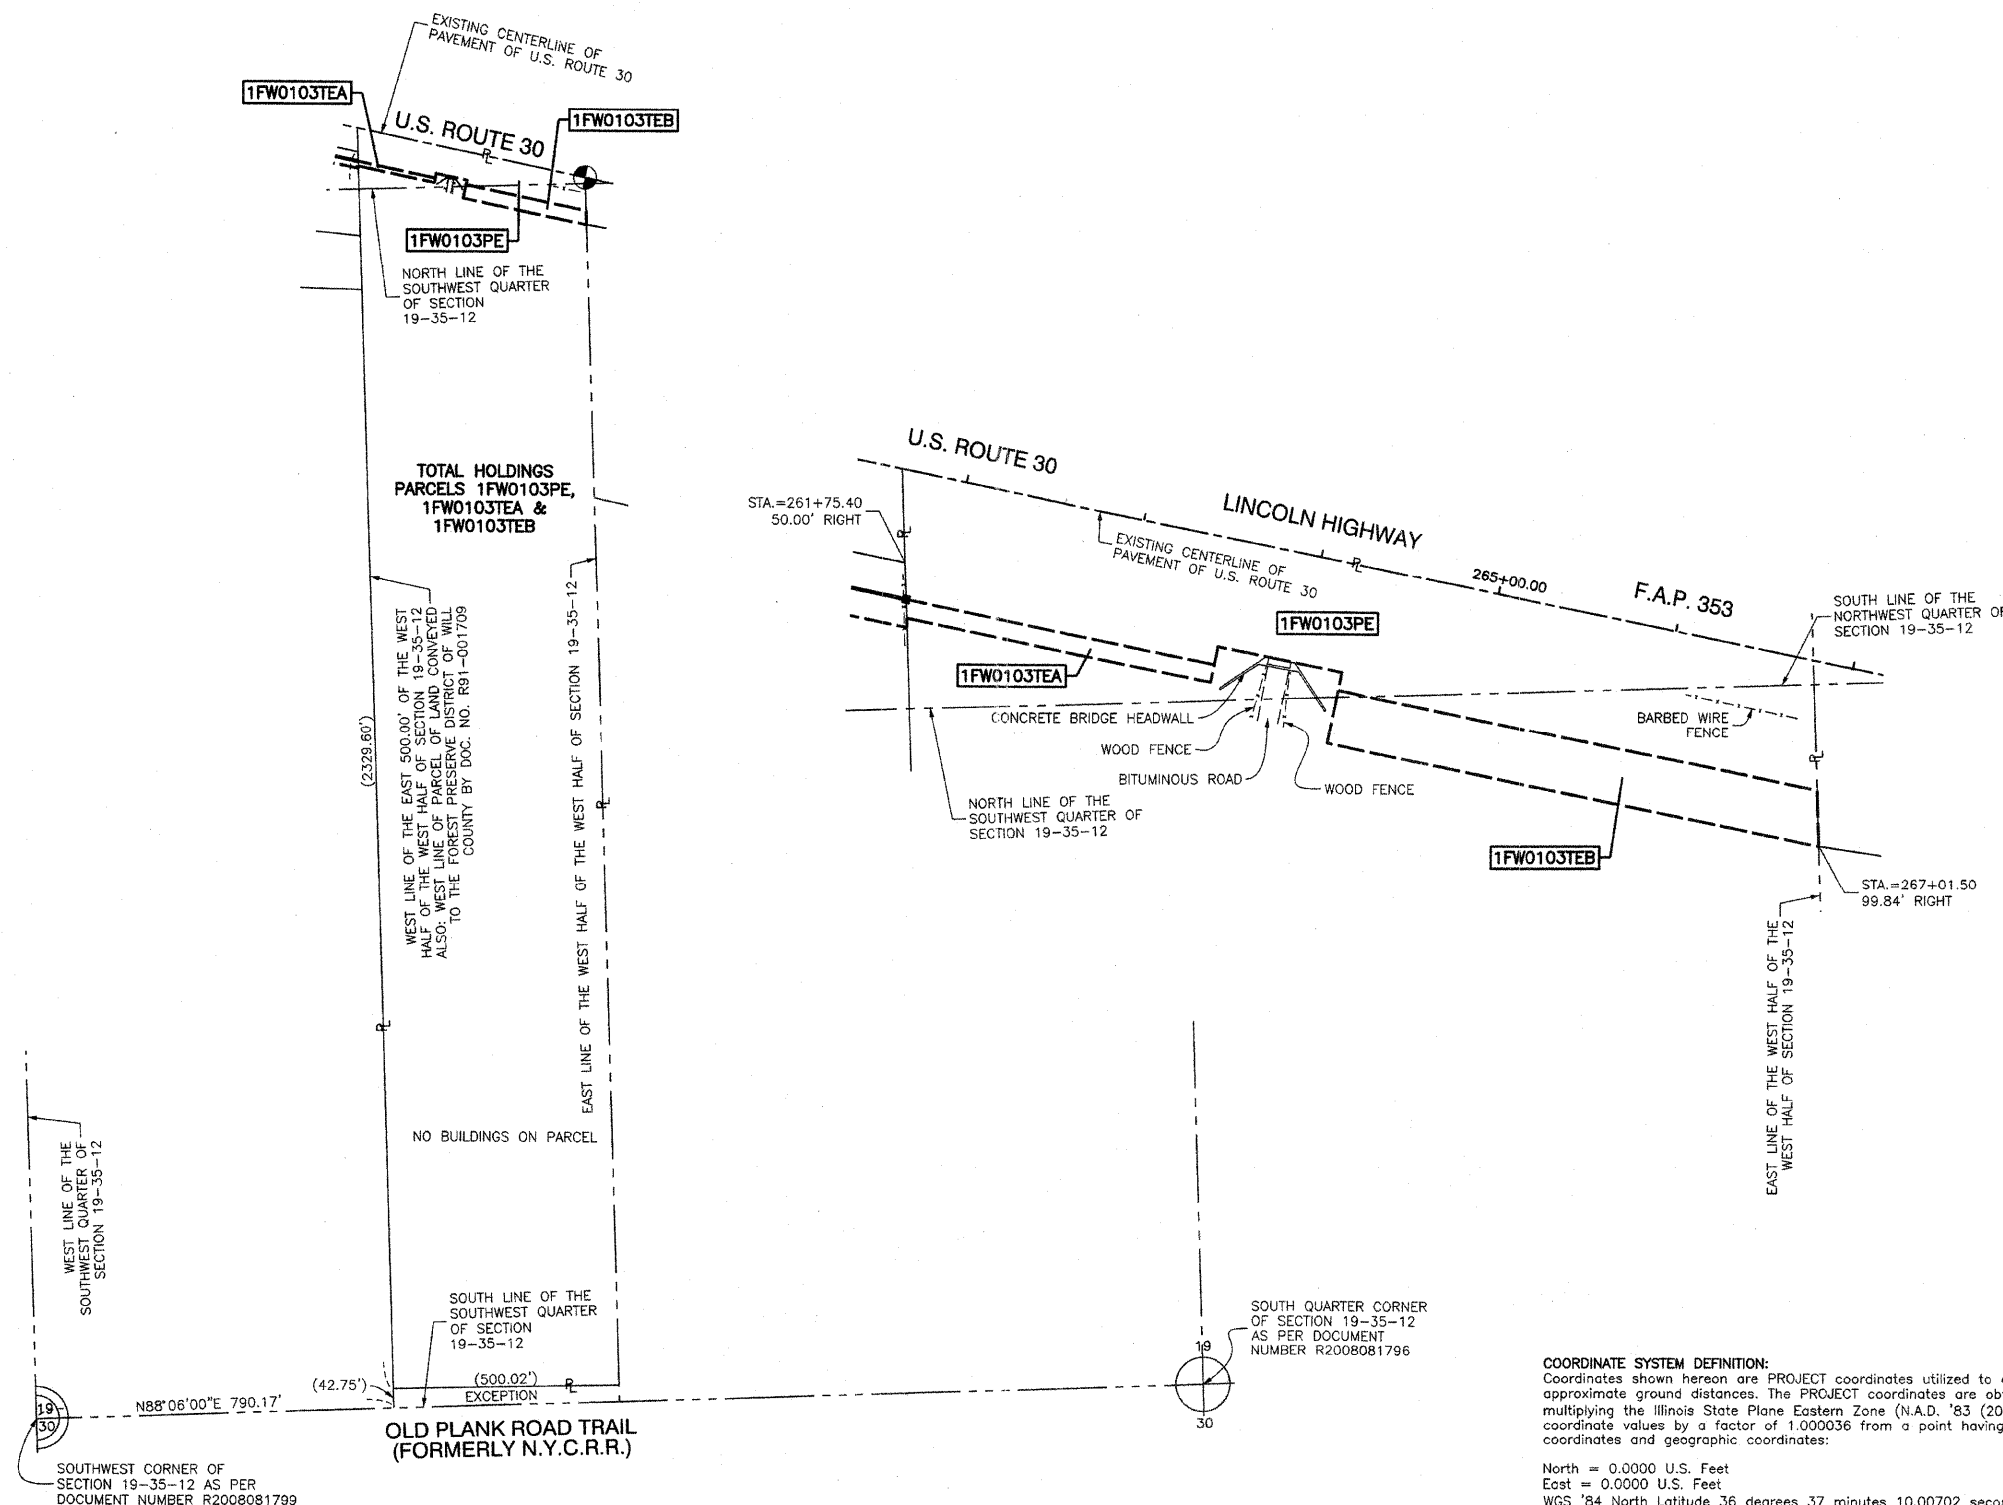 EXISTING CENTERLINE OF
PAVEMENT OF U.S. ROUTE 30
1FW0103TEA
U.S. ROUTE 30
1FW0103TEB
1FW0103PE
NORTH LINE OF THE
SOUTHWEST QUARTER
OF SECTION
19-35-12
TOTAL HOLDINGS
PARCELS 1FW0103PE,
1FW0103TEA &
1FW0103TEB
(2329.60')
WEST LINE OF THE EAST 500.00' OF THE WEST
HALF OF THE WEST HALF OF SECTION 19-35-12
ALSO: WEST LINE OF PARCEL OF LAND CONVEYED
TO THE FOREST PRESERVE DISTRICT OF WILL
COUNTY BY DOC. NO. R91-001709
EAST LINE OF THE WEST HALF OF THE WEST HALF OF SECTION 19-35-12
NO BUILDINGS ON PARCEL
WEST LINE OF THE
SOUTHWEST QUARTER OF
SECTION 19-35-12
SOUTH LINE OF THE
SOUTHWEST QUARTER
OF SECTION
19-35-12
(42.75')
(500.02')
EXCEPTION
N88°06'00"E 790.17'
19
30
OLD PLANK ROAD TRAIL
(FORMERLY N.Y.C.R.R.)
SOUTHWEST CORNER OF
SECTION 19-35-12 AS PER
DOCUMENT NUMBER R2008081799
U.S. ROUTE 30
LINCOLN HIGHWAY
F.A.P. 353
STA.=261+75.40
50.00' RIGHT
EXISTING CENTERLINE OF
PAVEMENT OF U.S. ROUTE 30
265+00.00
SOUTH LINE OF THE
NORTHWEST QUARTER OF
SECTION 19-35-12
1FW0103PE
1FW0103TEA
CONCRETE BRIDGE HEADWALL
WOOD FENCE
BITUMINOUS ROAD
WOOD FENCE
BARBED WIRE
FENCE
NORTH LINE OF THE
SOUTHWEST QUARTER OF
SECTION 19-35-12
1FW0103TEB
STA.=267+01.50
99.84' RIGHT
EAST LINE OF THE WEST HALF OF THE
WEST HALF OF SECTION 19-35-12
SOUTH QUARTER CORNER
OF SECTION 19-35-12
AS PER DOCUMENT
NUMBER R2008081796
19
30
COORDINATE SYSTEM DEFINITION:
Coordinates shown hereon are PROJECT coordinates utilized to
approximate ground distances. The PROJECT coordinates are
multiplying the Illinois State Plane Eastern Zone (N.A.D. '83
coordinate values by a factor of 1.000036 from a point having
coordinates and geographic coordinates:
North = 0.0000 U.S. Feet
East = 0.0000 U.S. Feet
WGS '84 North Latitude 36 degrees 37 minutes 10.00702